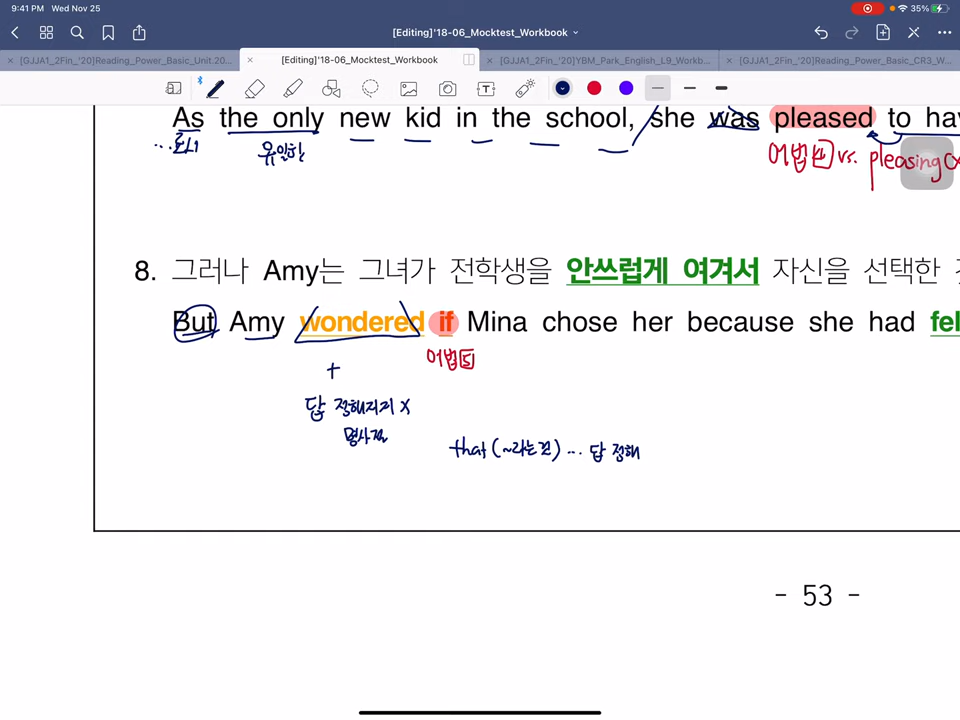 9:41 PM Wed Nov 25 35%
[Editing]'18-06_Mocktest_Workbook
[GJJA1_2Fin_'20]Reading_Power_Basic_Unit.20... [Editing]'18-06_Mocktest_Workbook [GJJA1_2Fin_'20]YBM_Park_English_L9_Workb... [GJJA1_2Fin_'20]Reading_Power_Basic_CR3_W...
As the only new kid in the school, she was pleased to hav
...로서 유일한 어법 4 vs. pleasing(x
8. 그러나 Amy는 그녀가 전학생을 안쓰럽게 여겨서 자신을 선택한
But Amy wondered if Mina chose her because she had fel
어법 5
+
답 정해지지 X
명사절
that (~라는 것) ... 답 정해
- 53 -